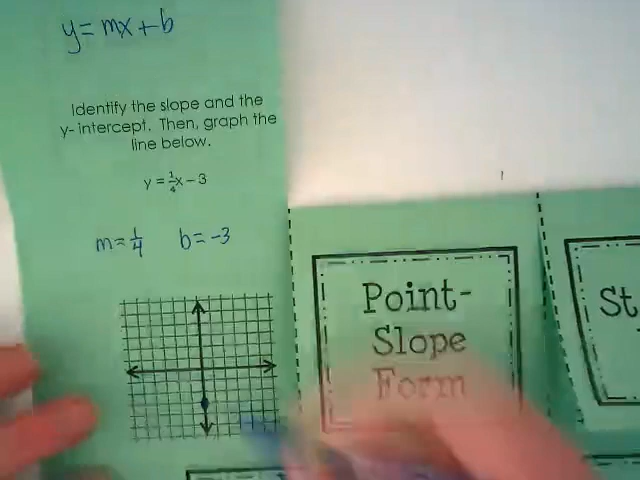 y = mx + b
Identify the slope and the
y-intercept. Then, graph the
line below.
y = 1/4x - 3
m = 1/4 b = -3
Point-
Slope
Form
St